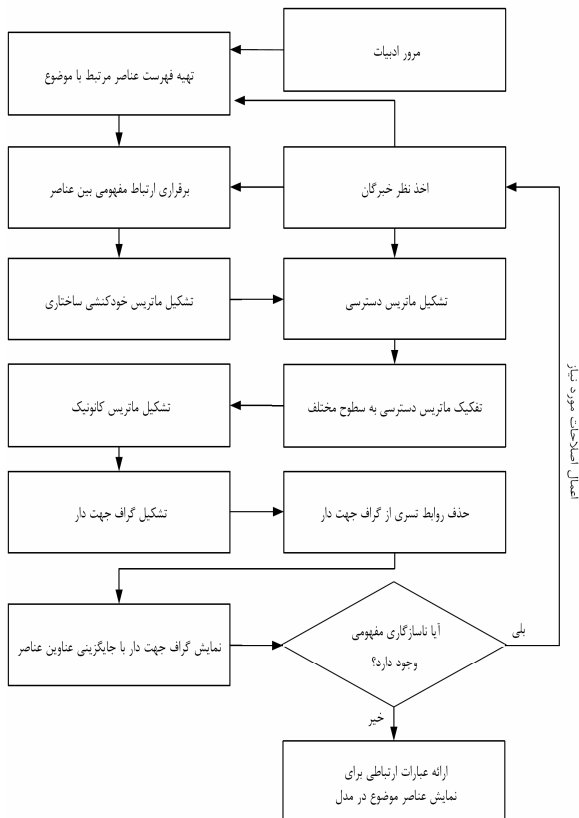 مرور ادبیات
تهیه فهرست عناصر مرتبط با موضوع
اخذ نظر خبرگان
برقراری ارتباط مفهومی بین عناصر
تشکیل ماتریس خودکنشی ساختاری
تشکیل ماتریس دسترسی
تفکیک ماتریس دسترسی به سطوح مختلف
تشکیل ماتریس کانونیک
تشکیل گراف جهت دار
حذف روابط تسری از گراف جهت دار
نمایش گراف جهت دار با جایگزینی عناوین عناصر
آیا ناسازگاری مفهومی
وجود دارد؟
بلی
اعمال اصلاحات مورد نیاز
خیر
ارائه عبارات ارتباطی برای
نمایش عناصر موضوع در مدل